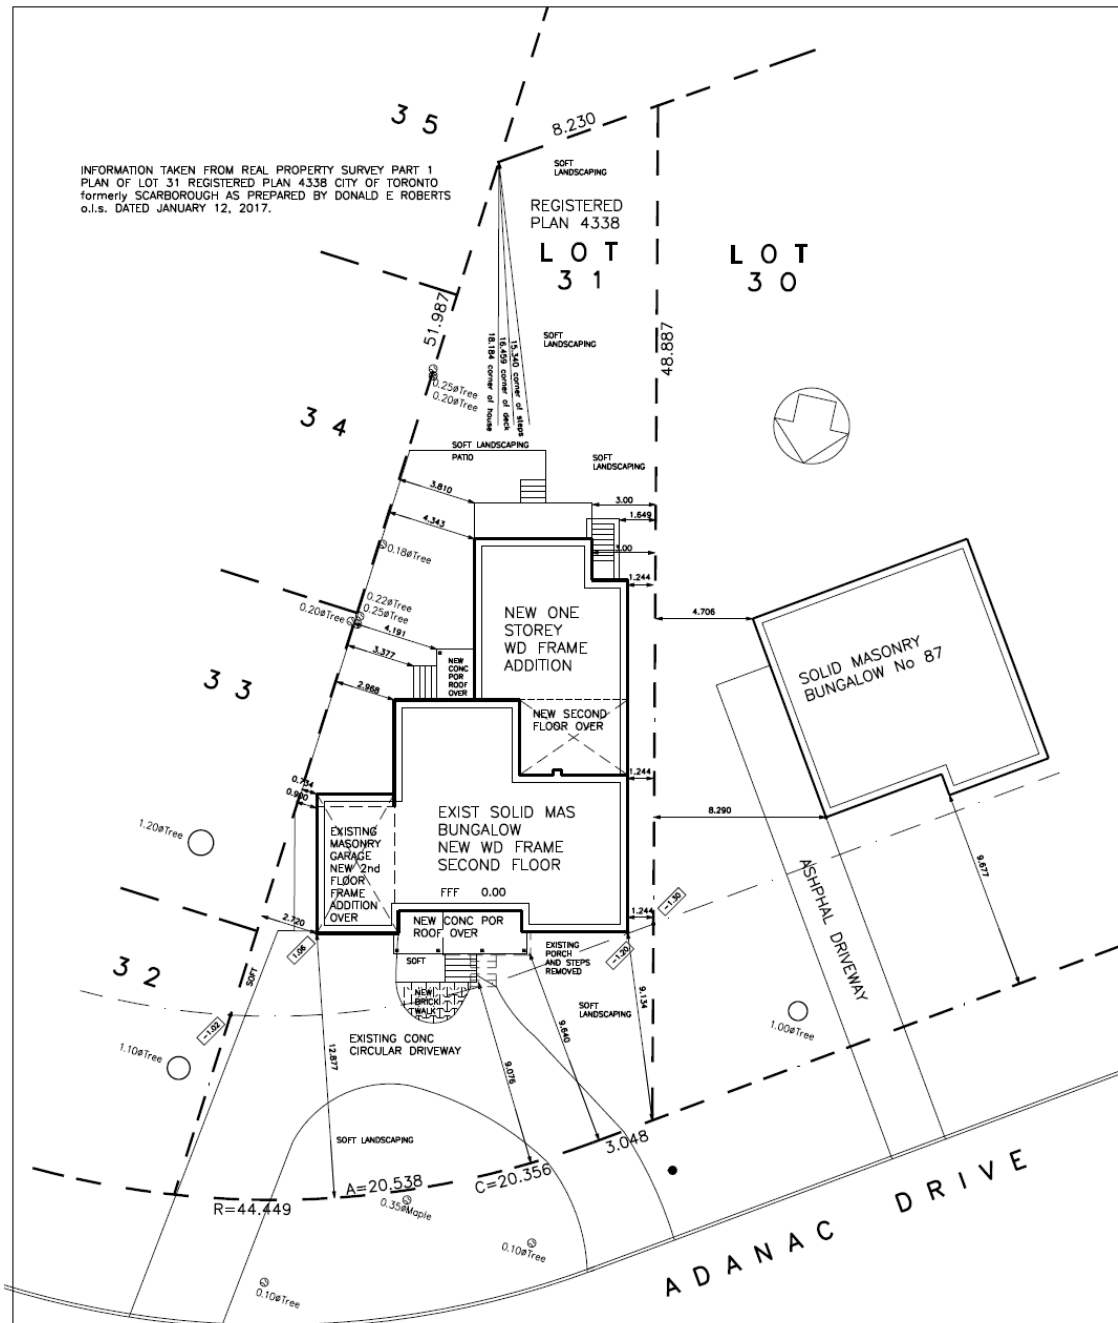 3 5
8.230
INFORMATION TAKEN FROM REAL PROPERTY SURVEY PART 1
PLAN OF LOT 31 REGISTERED PLAN 4338 CITY OF TORONTO
formerly SCARBOROUGH AS PREPARED BY DONALD E ROBERTS
o.l.s. DATED JANUARY 12, 2017.
SOFT
LANDSCAPING
REGISTERED
PLAN 4338
LOT
31
LOT
30
51.987
48.887
SOFT
LANDSCAPING
18.184 corner of house
16.459 corner of deck
15.340 corner of steps
0.25øTree
0.20øTree
3 4
SOFT LANDSCAPING
PATIO
SOFT
LANDSCAPING
3.810
3.00
4.343
1.649
3.00
0.18øTree
1.244
0.22øTree
0.20øTree
0.25øTree
4.191
4.706
NEW ONE
STOREY
WD FRAME
ADDITION
3.377
NEW
CONC
POR
ROOF
OVER
2.968
SOLID MASONRY
BUNGALOW No 87
3 3
NEW SECOND
FLOOR OVER
0.734
0.900
1.244
8.290
1.20øTree
EXISTING
MASONRY
GARAGE
NEW 2nd
FLOOR
FRAME
ADDITION
OVER
EXIST SOLID MAS
BUNGALOW
NEW WD FRAME
SECOND FLOOR
FFF 0.00
ASHPHAL DRIVEWAY
9.677
2.720
1.06
NEW CONC POR
ROOF OVER
1.244
-1.30
-1.20
EXISTING
PORCH
AND STEPS
REMOVED
3 2
SOFT
SOFT
NEW
BRICK
WALK
9.134
SOFT
LANDSCAPING
-1.02
1.00øTree
1.10øTree
12.877
EXISTING CONC
CIRCULAR DRIVEWAY
9.640
9.076
SOFT LANDSCAPING
3.048
A=20.538
C=20.356
R=44.449
0.35øMaple
0.10øTree
0.10øTree
ADANAC DRIVE